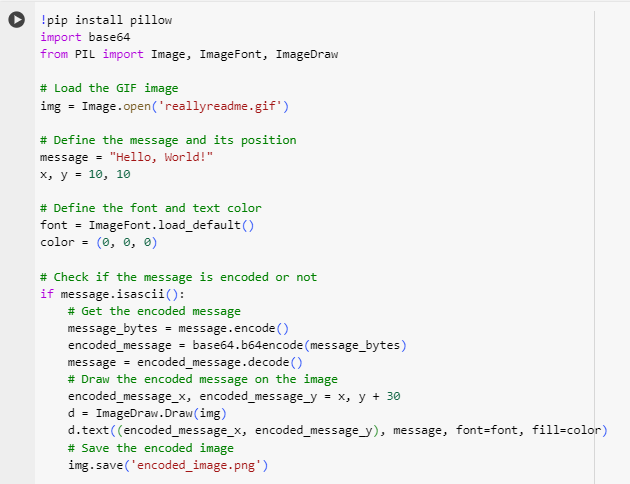 !pip install pillow
import base64
from PIL import Image, ImageFont, ImageDraw

# Load the GIF image
img = Image.open('reallyreadme.gif')

# Define the message and its position
message = "Hello, World!"
x, y = 10, 10

# Define the font and text color
font = ImageFont.load_default()
color = (0, 0, 0)

# Check if the message is encoded or not
if message.isascii():
    # Get the encoded message
    message_bytes = message.encode()
    encoded_message = base64.b64encode(message_bytes)
    message = encoded_message.decode()
    # Draw the encoded message on the image
    encoded_message_x, encoded_message_y = x, y + 30
    d = ImageDraw.Draw(img)
    d.text((encoded_message_x, encoded_message_y), message, font=font, fill=color)
    # Save the encoded image
    img.save('encoded_image.png')